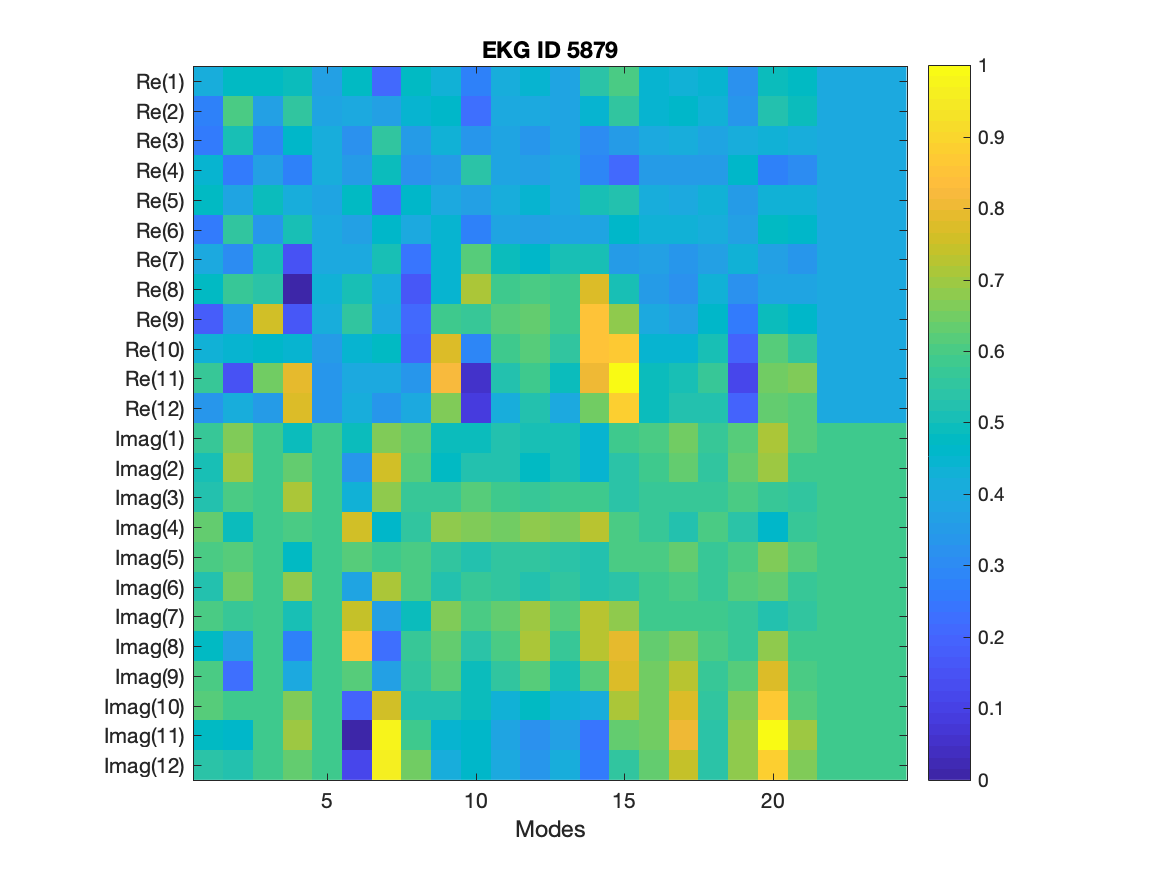 EKG ID 5879
Re(1)
Re(2)
Re(3)
Re(4)
Re(5)
Re(6)
Re(7)
Re(8)
Re(9)
Re(10)
Re(11)
Re(12)
Imag(1)
Imag(2)
Imag(3)
Imag(4)
Imag(5)
Imag(6)
Imag(7)
Imag(8)
Imag(9)
Imag(10)
Imag(11)
Imag(12)
5 10 15 20
Modes
1
0.9
0.8
0.7
0.6
0.5
0.4
0.3
0.2
0.1
0